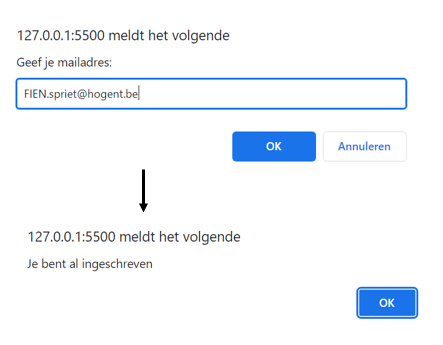 127.0.0.1:5500 meldt het volgende
Geef je mailadres:
FIEN.spriet@hogent.be
OK Annuleren
127.0.0.1:5500 meldt het volgende
Je bent al ingeschreven
OK